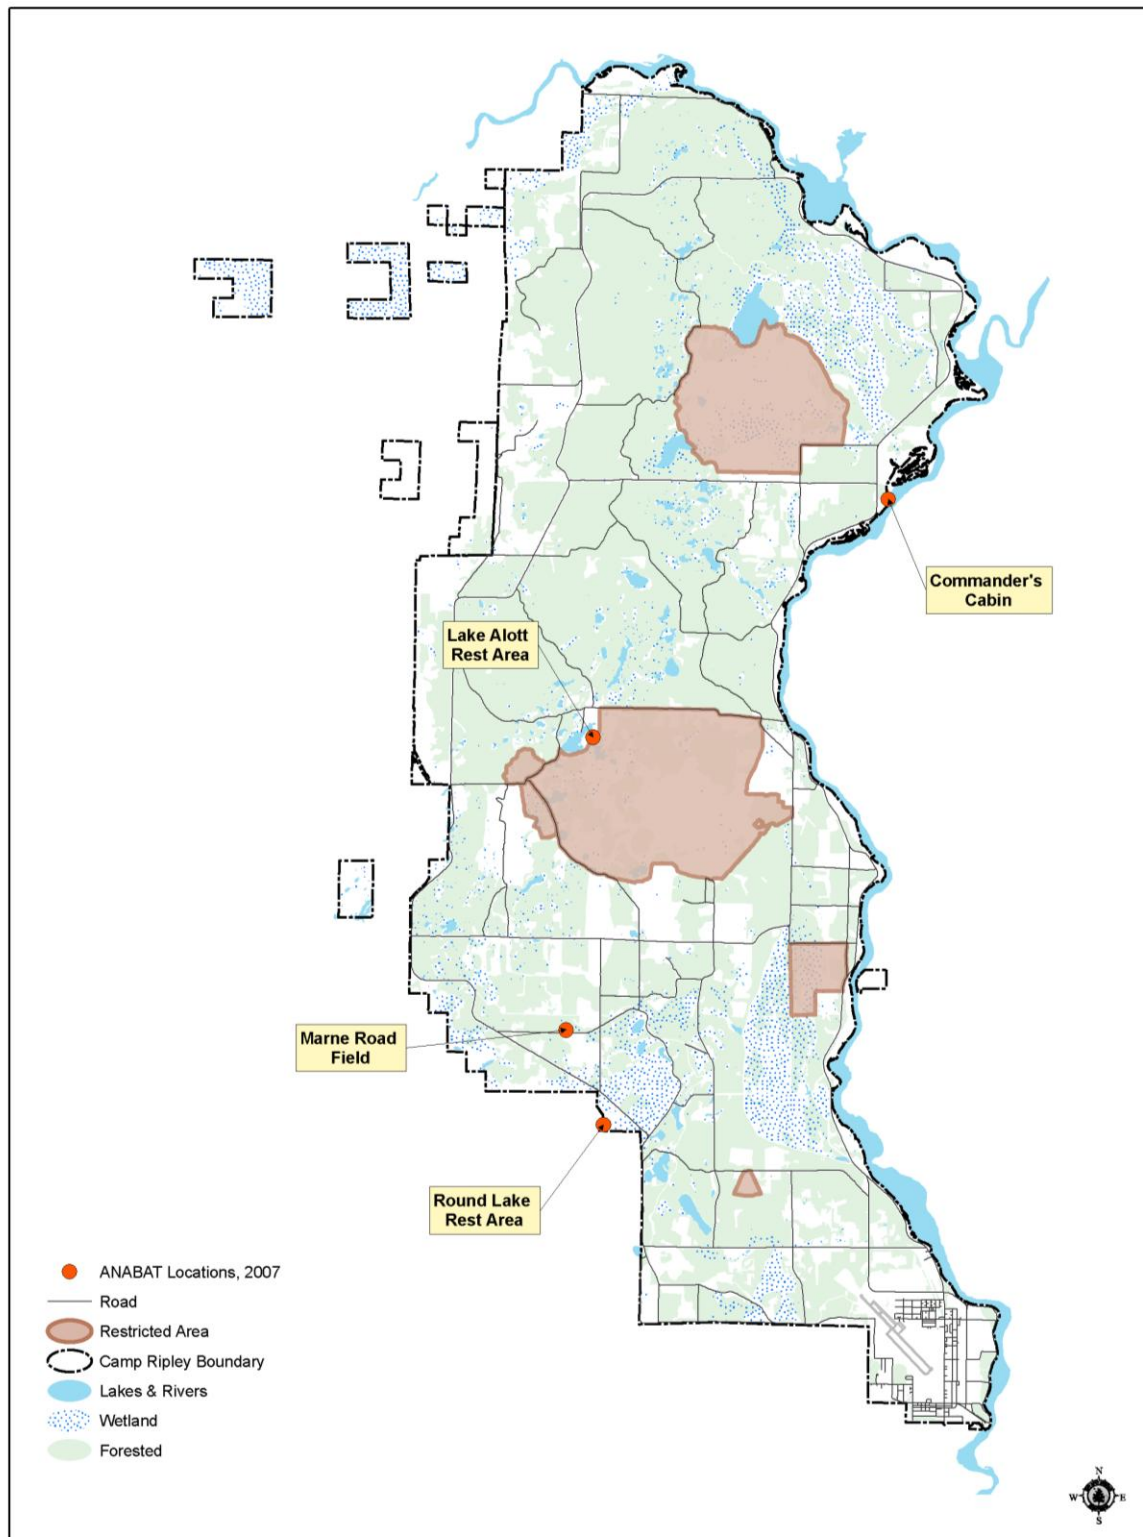 Commander's
Cabin
Lake Alott
Rest Area
Marne Road
Field
Round Lake
Rest Area
ANABAT Locations, 2007
Road
Restricted Area
Camp Ripley Boundary
Lakes & Rivers
Wetland
Forested
N
W E
S